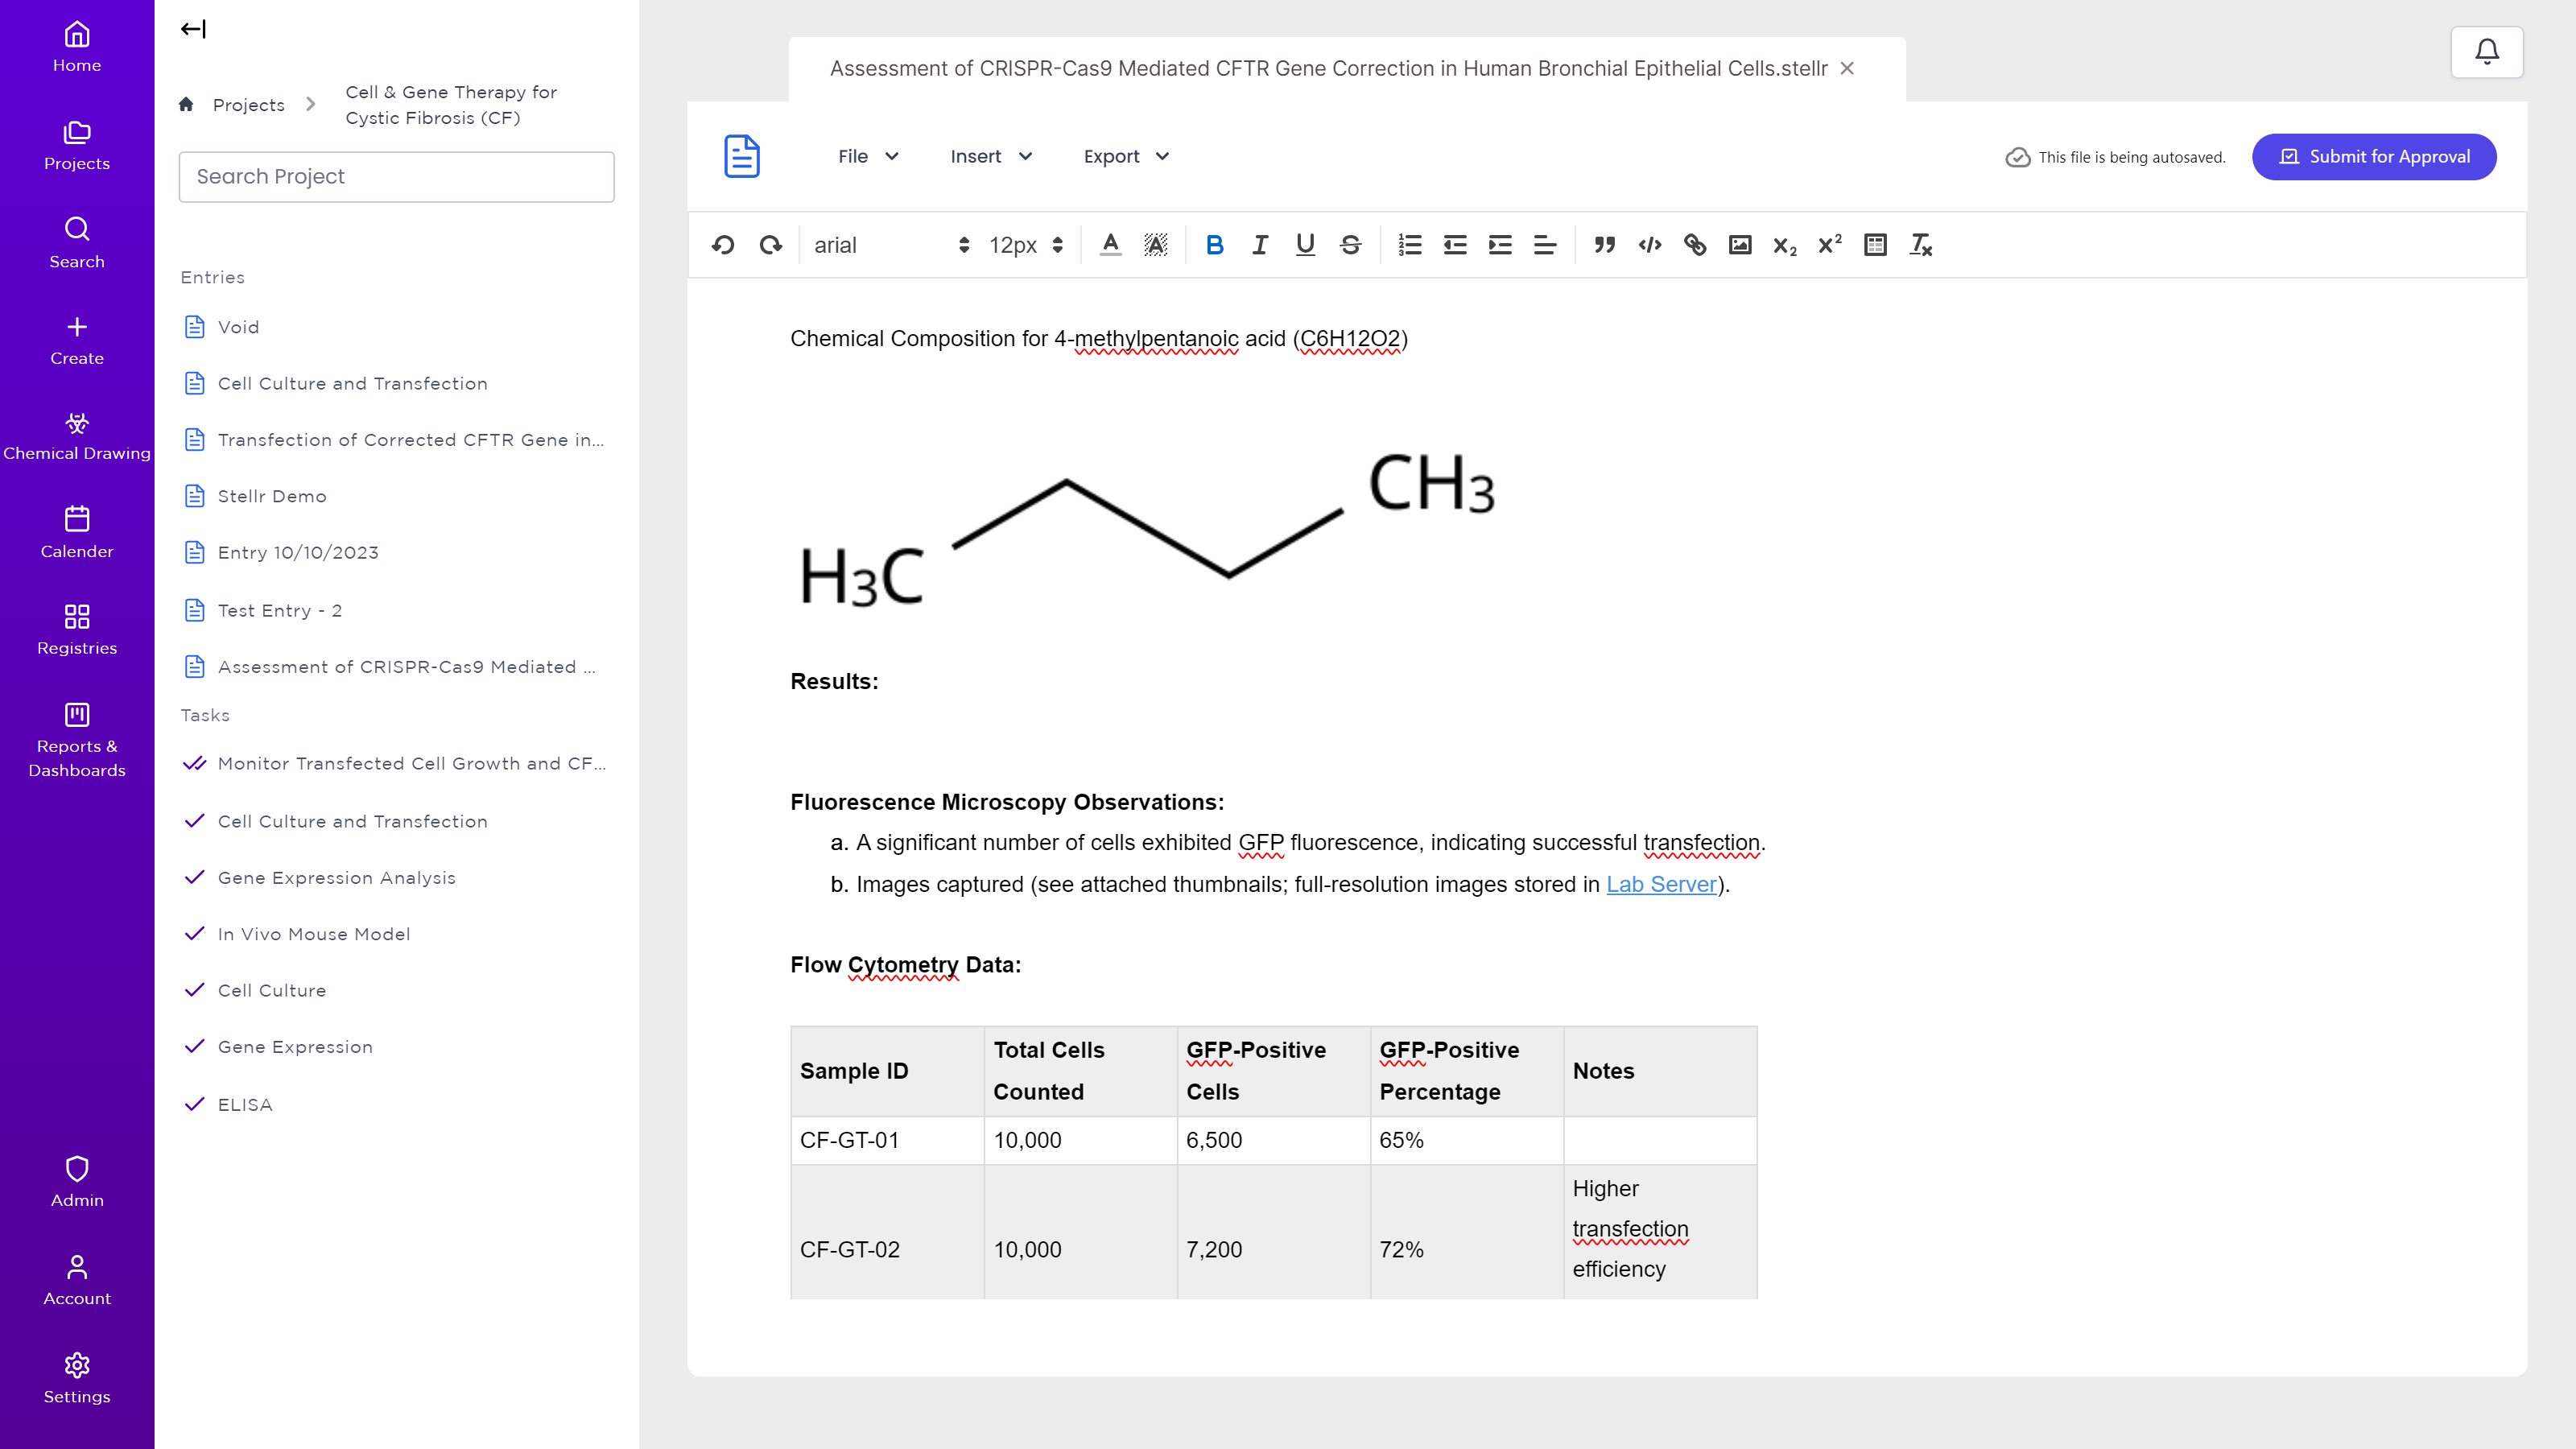 Home
Projects
Search
Create
Chemical Drawing
Calender
Registries
Reports &
Dashboards
Admin
Account
Settings
Projects
Cell & Gene Therapy for
Cystic Fibrosis (CF)
Search Project
Entries
Void
Cell Culture and Transfection
Transfection of Corrected CFTR Gene in...
Stellr Demo
Entry 10/10/2023
Test Entry - 2
Assessment of CRISPR-Cas9 Mediated ...
Tasks
Monitor Transfected Cell Growth and CF...
Cell Culture and Transfection
Gene Expression Analysis
In Vivo Mouse Model
Cell Culture
Gene Expression
ELISA
Assessment of CRISPR-Cas9 Mediated CFTR Gene Correction in Human Bronchial Epithelial Cells.stellr
File Insert Export
This file is being autosaved.
Submit for Approval
arial 12px
Chemical Composition for 4-methylpentanoic acid (C6H12O2)
CH3
H3C
Results:
Fluorescence Microscopy Observations:
a. A significant number of cells exhibited GFP fluorescence, indicating successful transfection.
b. Images captured (see attached thumbnails; full-resolution images stored in Lab Server).
Flow Cytometry Data:
Sample ID
Total Cells
Counted
GFP-Positive
Cells
GFP-Positive
Percentage
Notes
CF-GT-01 10,000 6,500 65%
CF-GT-02 10,000 7,200 72%
Higher
transfection
efficiency